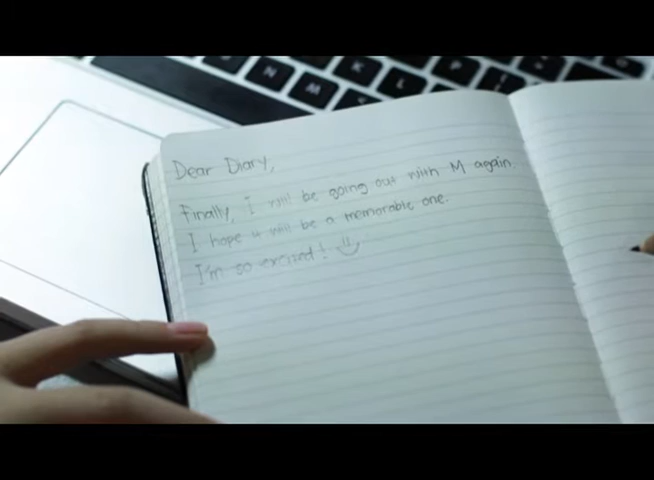 Dear Diary,
Finally, I will be going out with M again.
I hope it will be a memorable one.
I'm so excited! :)
N
M
K
L
P